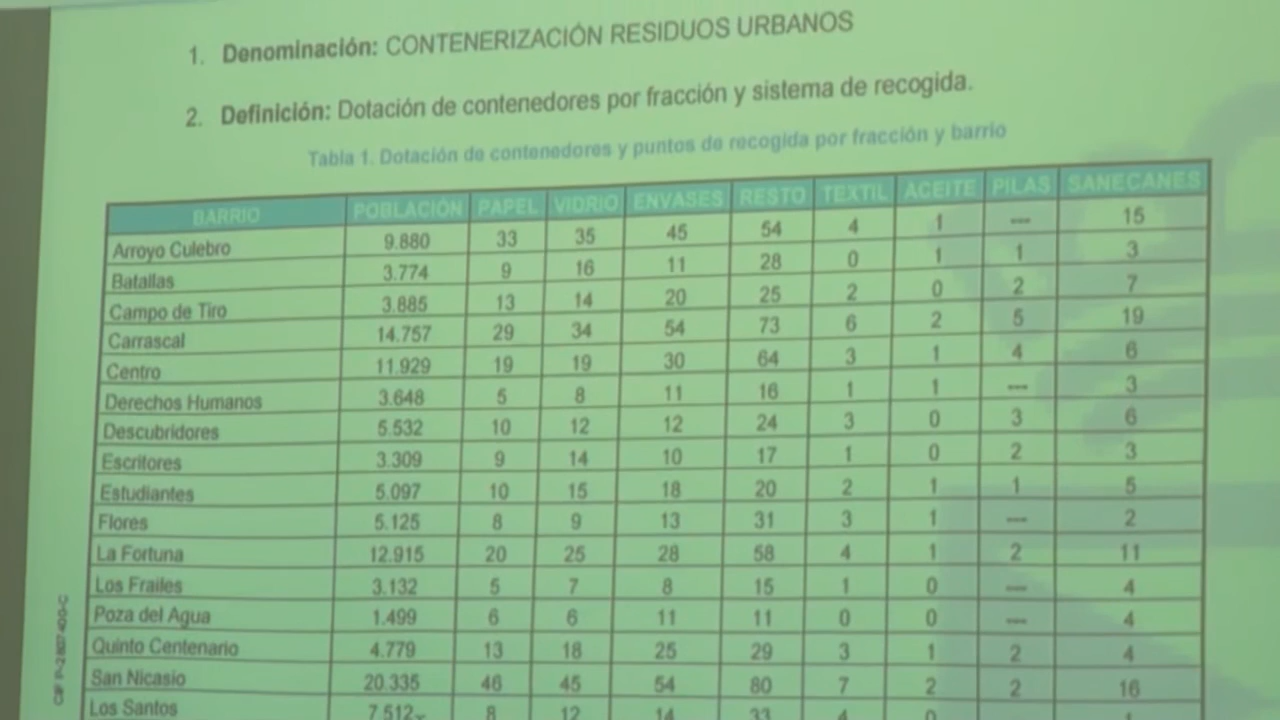 1. Denominación: CONTENERIZACIÓN RESIDUOS URBANOS
2. Definición: Dotación de contenedores por fracción y sistema de recogida.
Tabla 1. Dotación de contenedores y puntos de recogida por fracción y barrio
BARRIO POBLACIÓN PAPEL VIDRIO ENVASES RESTO TEXTIL ACEITE PILAS SANECANES
Arroyo Culebro 9.880 33 35 45 54 4 1 --- 15
Batallas 3.774 9 16 11 28 0 1 1 3
Campo de Tiro 3.885 13 14 20 25 2 0 2 7
Carrascal 14.757 29 34 54 73 6 2 5 19
Centro 11.929 19 19 30 64 3 1 4 6
Derechos Humanos 3.648 5 8 11 16 1 1 --- 3
Descubridores 5.532 10 12 12 24 3 0 3 6
Escritores 3.309 9 14 10 17 1 0 2 3
Estudiantes 5.097 10 15 18 20 2 1 1 5
Flores 5.125 8 9 13 31 3 1 --- 2
La Fortuna 12.915 20 25 28 58 4 1 2 11
Los Frailes 3.132 5 7 8 15 1 0 --- 4
Poza del Agua 1.499 6 6 11 11 0 0 --- 4
Quinto Centenario 4.779 13 18 25 29 3 1 2 4
San Nicasio 20.335 46 45 54 80 7 2 2 16
Los Santos 7.512 8 12 14 33 4 0